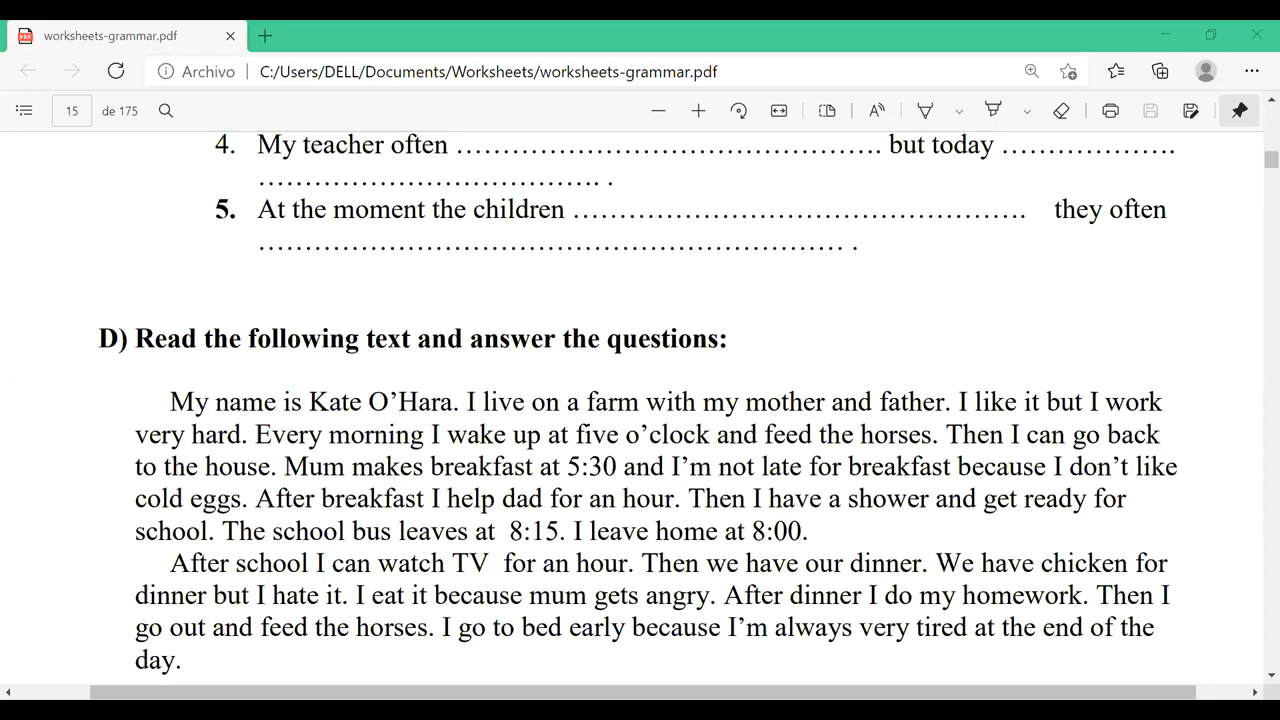 worksheets-grammar.pdf
Archivo C:/Users/DELL/Documents/Worksheets/worksheets-grammar.pdf
15 de 175
4. My teacher often ………………………………………. but today ……………….
………………………………. .
5. At the moment the children …………………………………………. they often
……………………………………………………… .
D) Read the following text and answer the questions:
My name is Kate O’Hara. I live on a farm with my mother and father. I like it but I work
very hard. Every morning I wake up at five o’clock and feed the horses. Then I can go back
to the house. Mum makes breakfast at 5:30 and I’m not late for breakfast because I don’t like
cold eggs. After breakfast I help dad for an hour. Then I have a shower and get ready for
school. The school bus leaves at 8:15. I leave home at 8:00.
After school I can watch TV for an hour. Then we have our dinner. We have chicken for
dinner but I hate it. I eat it because mum gets angry. After dinner I do my homework. Then I
go out and feed the horses. I go to bed early because I’m always very tired at the end of the
day.